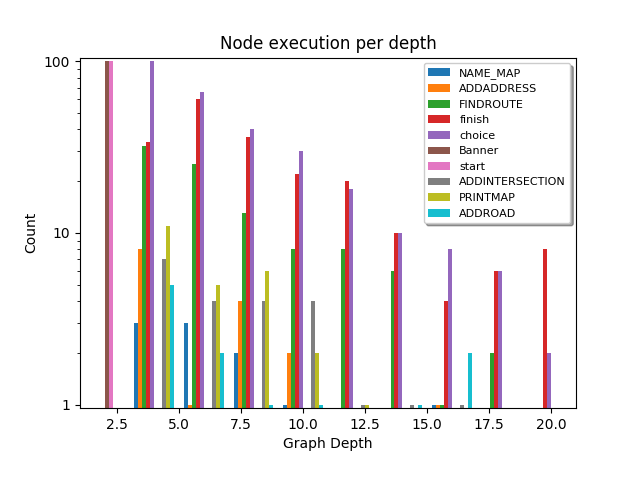 Node execution per depth
100
10
1
Count
NAME_MAP
ADDADDRESS
FINDROUTE
finish
choice
Banner
start
ADDINTERSECTION
PRINTMAP
ADDROAD
2.5 5.0 7.5 10.0 12.5 15.0 17.5 20.0
Graph Depth